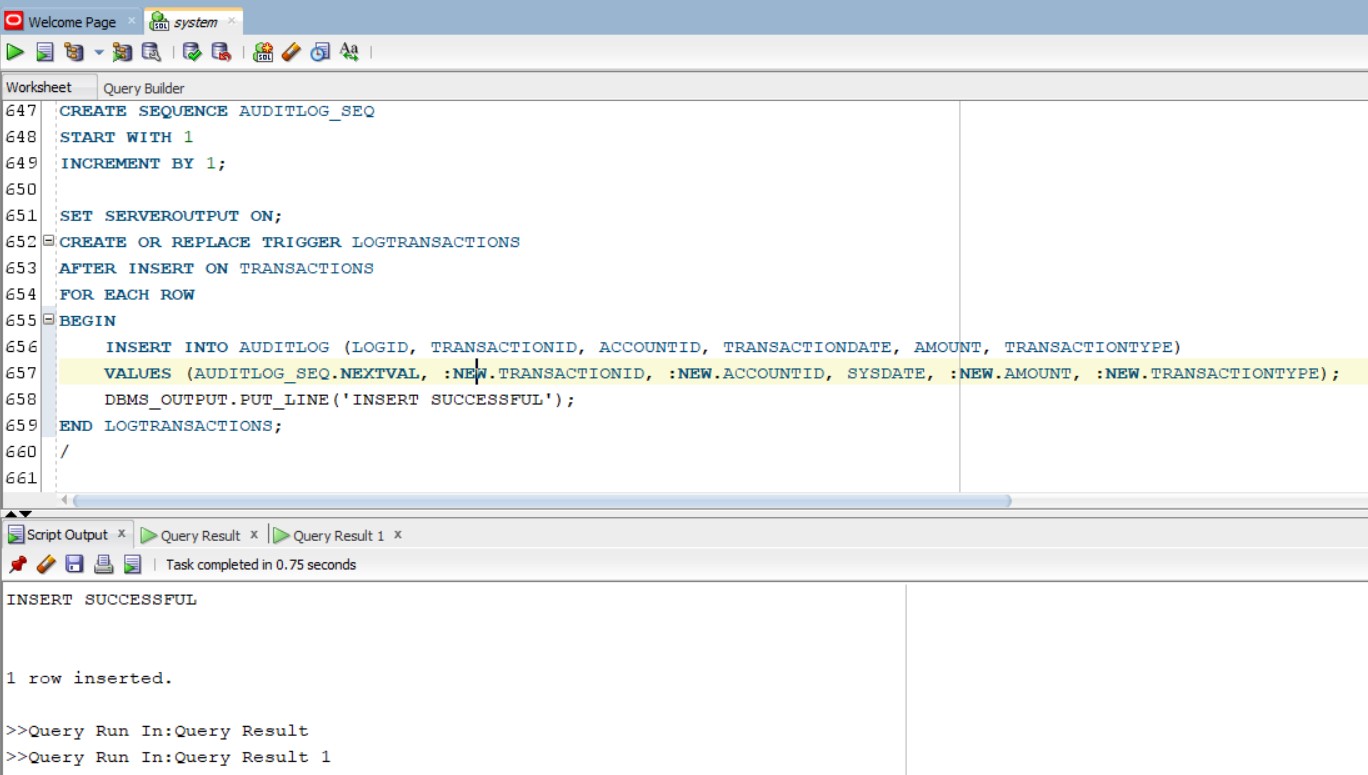 Welcome Page
system
Worksheet Query Builder
647 CREATE SEQUENCE AUDITLOG_SEQ
648 START WITH 1
649 INCREMENT BY 1;
650
651 SET SERVEROUTPUT ON;
652 CREATE OR REPLACE TRIGGER LOGTRANSACTIONS
653 AFTER INSERT ON TRANSACTIONS
654 FOR EACH ROW
655 BEGIN
656 INSERT INTO AUDITLOG (LOGID, TRANSACTIONID, ACCOUNTID, TRANSACTIONDATE, AMOUNT, TRANSACTIONTYPE)
657 VALUES (AUDITLOG_SEQ.NEXTVAL, :NEW.TRANSACTIONID, :NEW.ACCOUNTID, SYSDATE, :NEW.AMOUNT, :NEW.TRANSACTIONTYPE);
658 DBMS_OUTPUT.PUT_LINE('INSERT SUCCESSFUL');
659 END LOGTRANSACTIONS;
660 /
661
Script Output x Query Result x Query Result 1 x
Task completed in 0.75 seconds
INSERT SUCCESSFUL
1 row inserted.
>>Query Run In:Query Result
>>Query Run In:Query Result 1